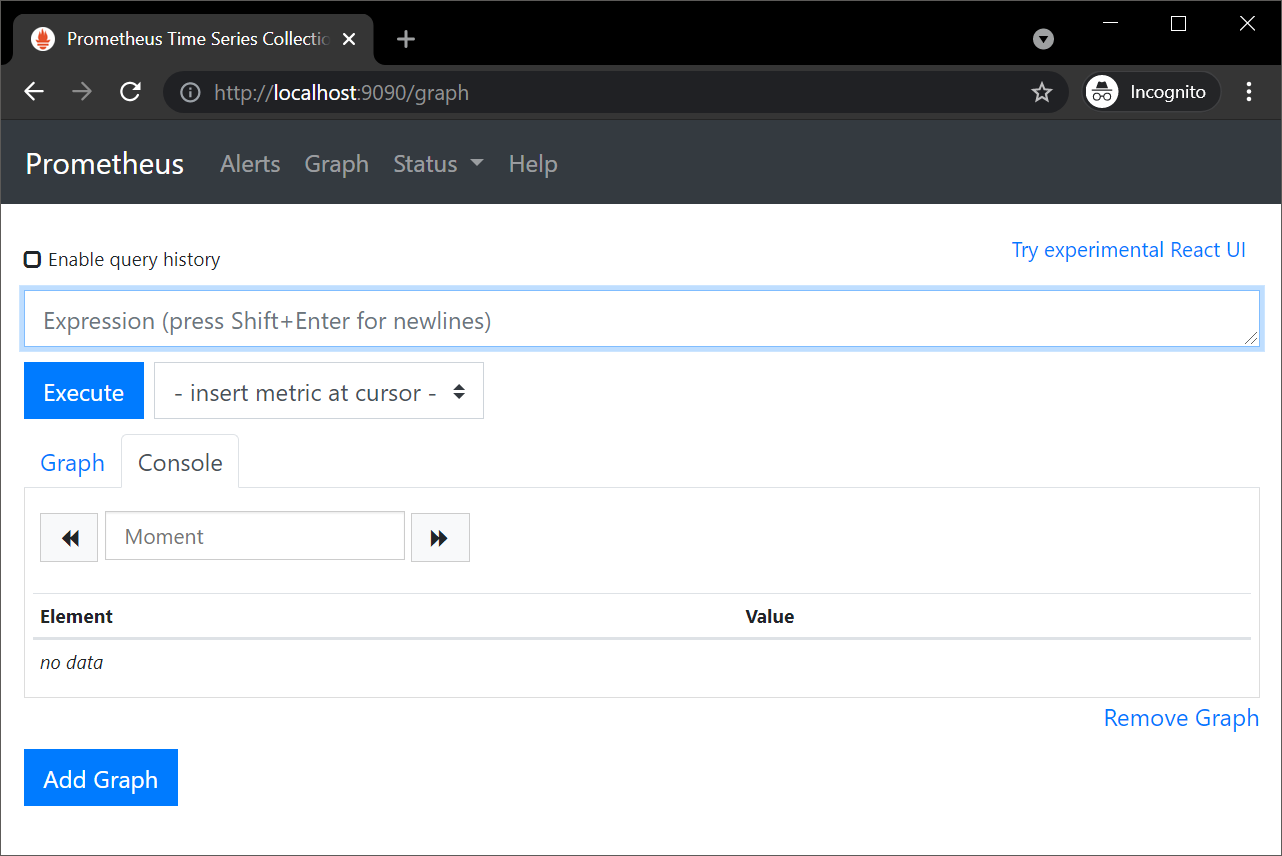 Prometheus Time Series Collectio
http://localhost:9090/graph
Incognito
Prometheus Alerts Graph Status Help
Enable query history
Try experimental React UI
Expression (press Shift+Enter for newlines)
Execute
- insert metric at cursor -
Graph Console
Moment
Element Value
no data
Remove Graph
Add Graph